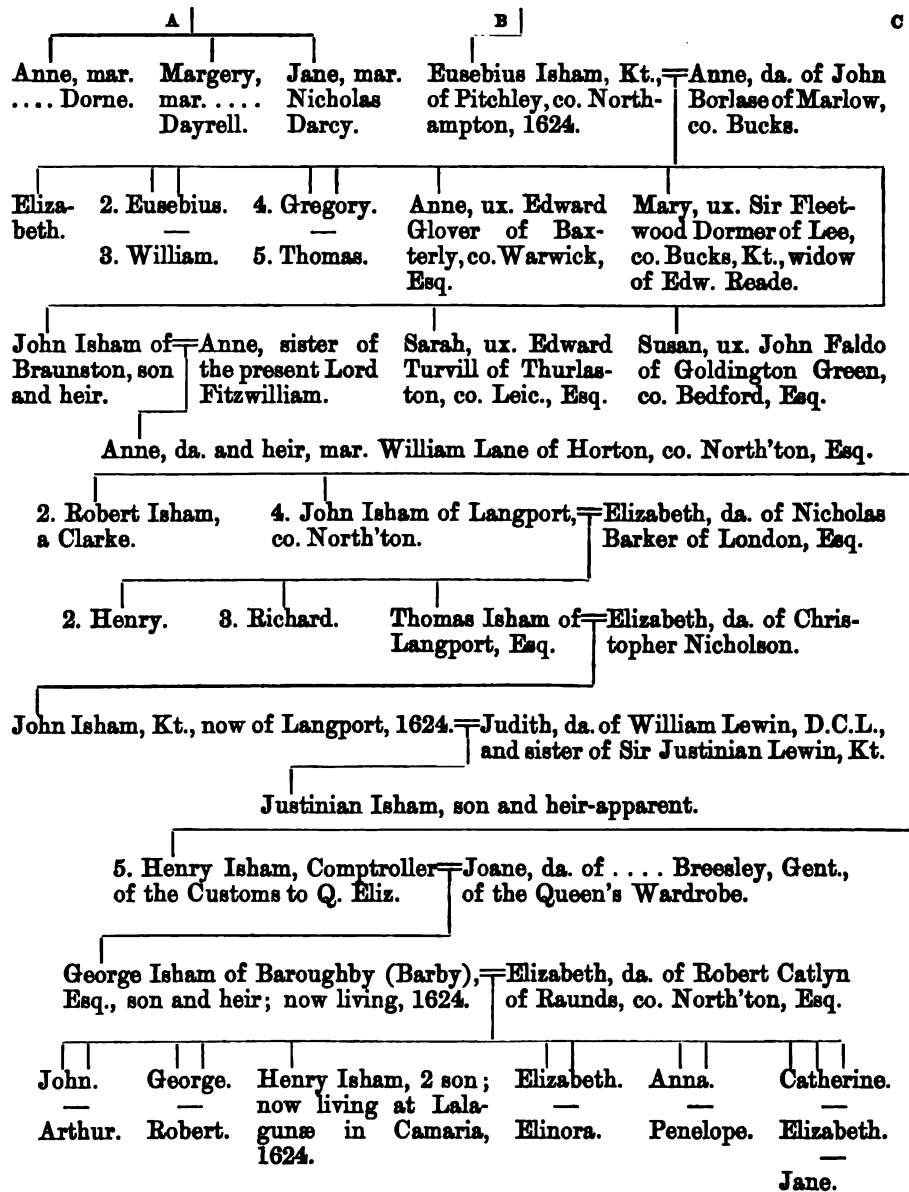 A B C
Anne, mar.
.... Dorne.
Margery,
mar. .....
Dayrell.
Jane, mar.
Nicholas
Darcy.
Eusebius Isham, Kt.,
of Pitchley, co. North-
ampton, 1624.
Anne, da. of John
Borlase of Marlow,
co. Bucks.
Eliza-
beth.
2. Eusebius.
—
3. William.
4. Gregory.
—
5. Thomas.
Anne, ux. Edward
Glover of Bax-
terly, co. Warwick,
Esq.
Mary, ux. Sir Fleet-
wood Dormer of Lee,
co. Bucks, Kt., widow
of Edw. Reade.
John Isham of
Braunston, son
and heir.
Anne, sister of
the present Lord
Fitzwilliam.
Sarah, ux. Edward
Turvill of Thurlas-
ton, co. Leic., Esq.
Susan, ux. John Faldo
of Goldington Green,
co. Bedford, Esq.
Anne, da. and heir, mar. William Lane of Horton, co. North'ton, Esq.
2. Robert Isham,
a Clarke.
4. John Isham of Langport,
co. North'ton.
Elizabeth, da. of Nicholas
Barker of London, Esq.
2. Henry.
3. Richard.
Thomas Isham of
Langport, Esq.
Elizabeth, da. of Chris-
topher Nicholson.
John Isham, Kt., now of Langport, 1624.
Judith, da. of William Lewin, D.C.L.,
and sister of Sir Justinian Lewin, Kt.
Justinian Isham, son and heir-apparent.
5. Henry Isham, Comptroller
of the Customs to Q. Eliz.
Joane, da. of .... Breesley, Gent.,
of the Queen's Wardrobe.
George Isham of Baroughby (Barby),
Esq., son and heir; now living, 1624.
Elizabeth, da. of Robert Catlyn
of Raunds, co. North'ton, Esq.
John.
—
Arthur.
George.
—
Robert.
Henry Isham, 2 son;
now living at Lala-
gunæ in Camaria,
1624.
Elizabeth.
—
Elinora.
Anna.
—
Penelope.
Catherine.
—
Elizabeth.
—
Jane.